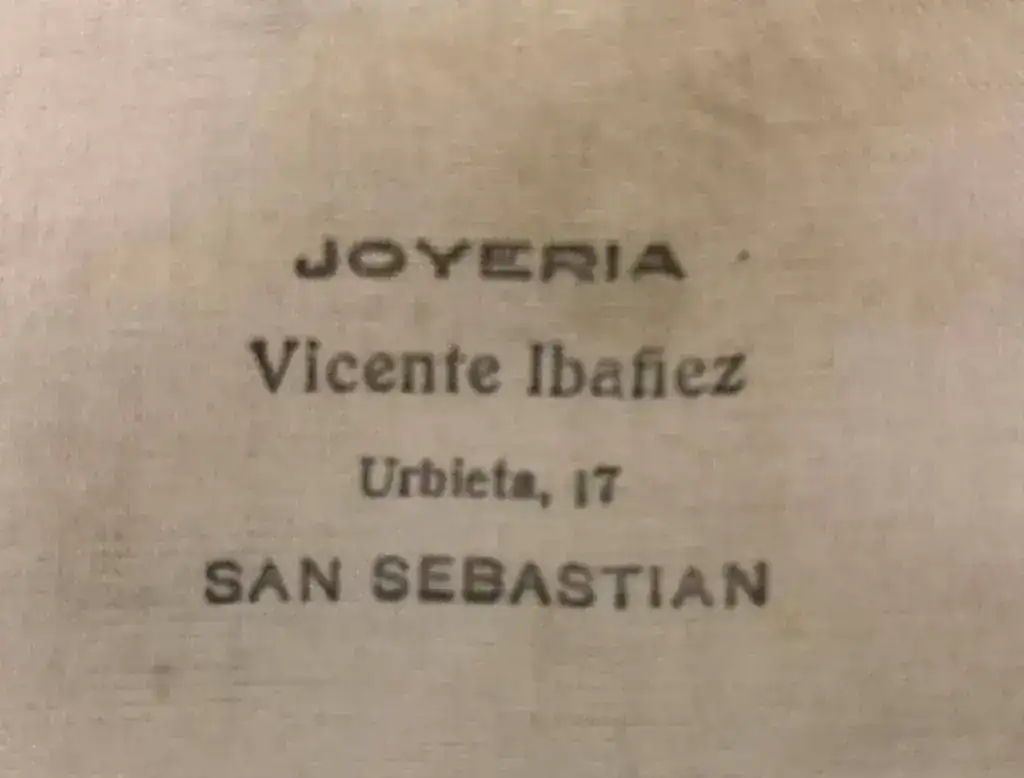 JOYERIA
Vicente Ibañez
Urbieta, 17
SAN SEBASTIAN